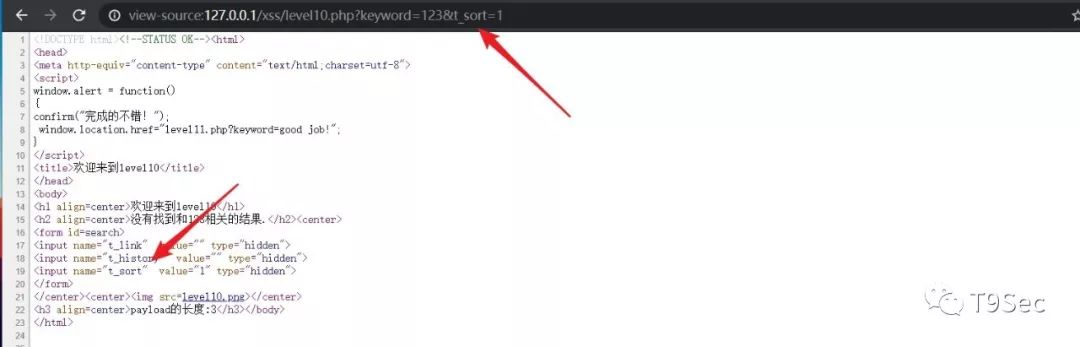 view-source:127.0.0.1/xss/level10.php?keyword=123&t_sort=1
1 <!DOCTYPE html><!--STATUS OK--><html>
2 <head>
3 <meta http-equiv="content-type" content="text/html;charset=utf-8">
4 <script>
5 window.alert = function()
6 {
7 confirm("完成的不错！");
8 window.location.href="level11.php?keyword=good job!";
9 }
10 </script>
11 <title>欢迎来到level10</title>
12 </head>
13 <body>
14 <h1 align=center>欢迎来到level10</h1>
15 <h2 align=center>没有找到和123相关的结果.</h2><center>
16 <form id=search>
17 <input name="t_link" value="" type="hidden">
18 <input name="t_history" value="" type="hidden">
19 <input name="t_sort" value="1" type="hidden">
20 </form>
21 </center><center><img src=level10.png></center>
22 <h3 align=center>payload的长度:3</h3></body>
23 </html>
24
T9Sec